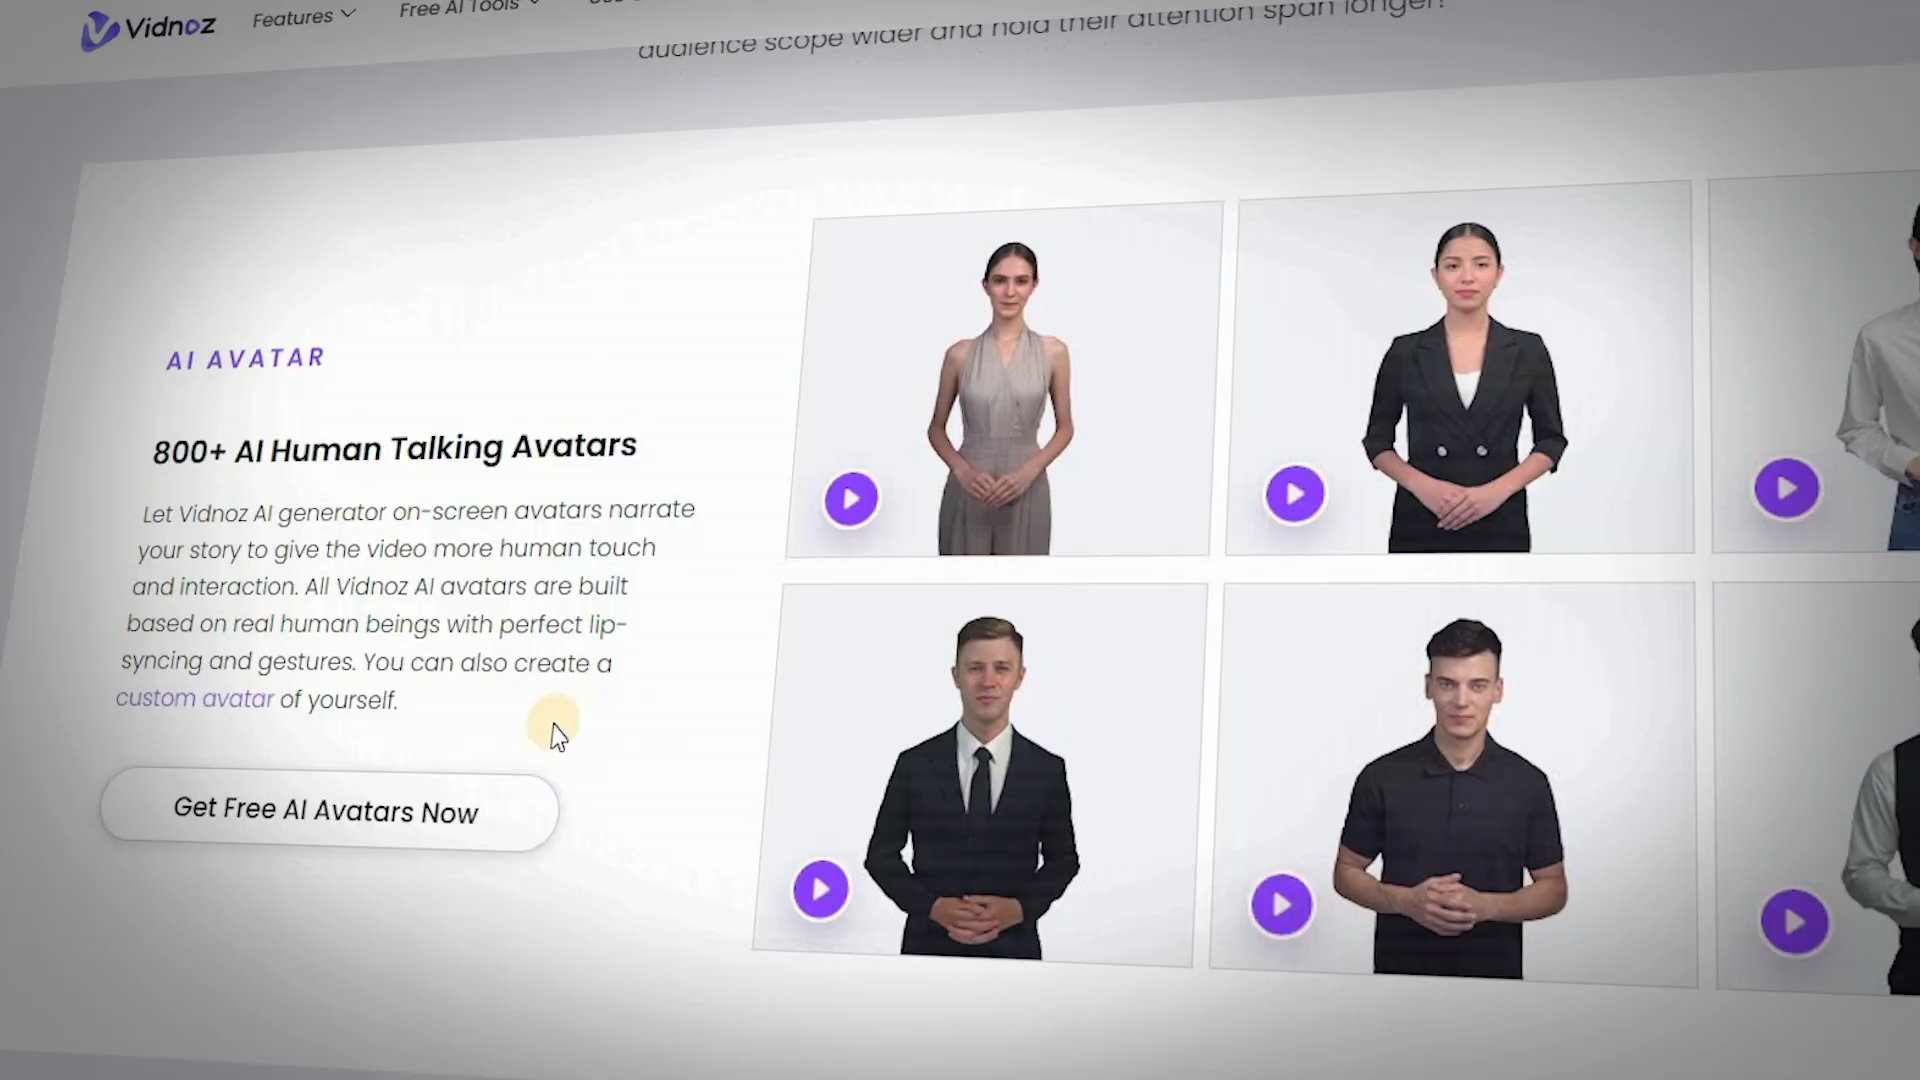 Vidnoz
Features
Free AI Tools
audience scope wider and hold their attention span longer!
AI AVATAR
800+ AI Human Talking Avatars
Let Vidnoz AI generator on-screen avatars narrate
your story to give the video more human touch
and interaction. All Vidnoz AI avatars are built
based on real human beings with perfect lip-
syncing and gestures. You can also create a
custom avatar of yourself.
Get Free AI Avatars Now